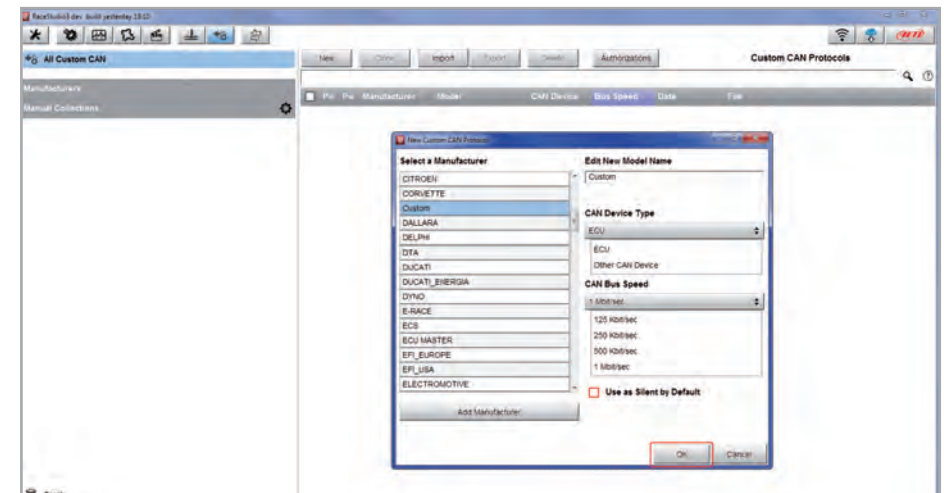 RaceStudio3 dev build yesterday 18:03
aim
All Custom CAN
New Clone Import Export Delete Authorizations Custom CAN Protocols
Manufacturers
Manual Collections
Manufacturer Model CAN Device Bus Speed Date
New Custom CAN Protocol
Select a Manufacturer
CITROEN
CORVETTE
Custom
DALLARA
DELPHI
DTA
DUCATI
DUCATI_ENERGIA
DYNO
E-RACE
ECS
ECU MASTER
EFI_EUROPE
EFI_USA
ELECTROMOTIVE
Add Manufacturer
Edit New Model Name
Custom
CAN Device Type
ECU
ECU
Other CAN Device
CAN Bus Speed
1 Mbit/sec
125 Kbit/sec
250 Kbit/sec
500 Kbit/sec
1 Mbit/sec
Use as Silent by Default
OK Cancel